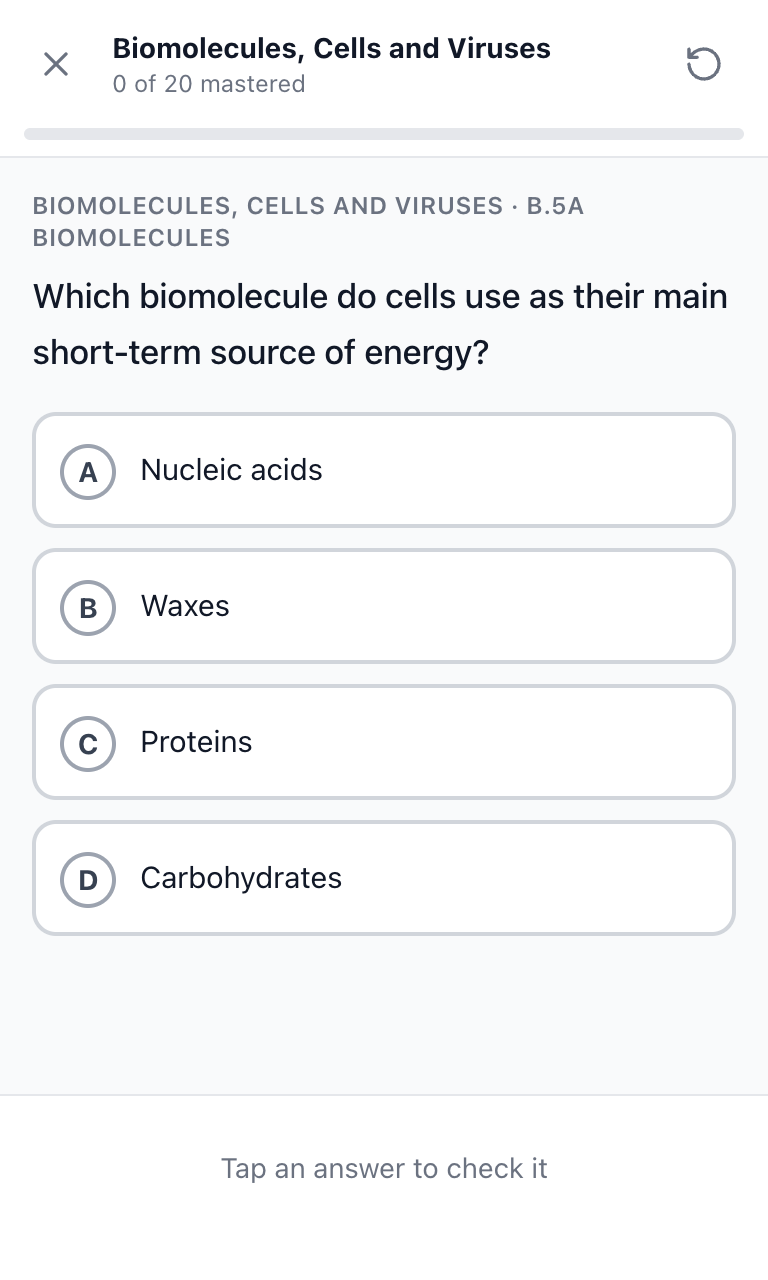 Biomolecules, Cells and Viruses
0 of 20 mastered
BIOMOLECULES, CELLS AND VIRUSES · B.5A
BIOMOLECULES
Which biomolecule do cells use as their main
short-term source of energy?
A Nucleic acids
B Waxes
C Proteins
D Carbohydrates
Tap an answer to check it